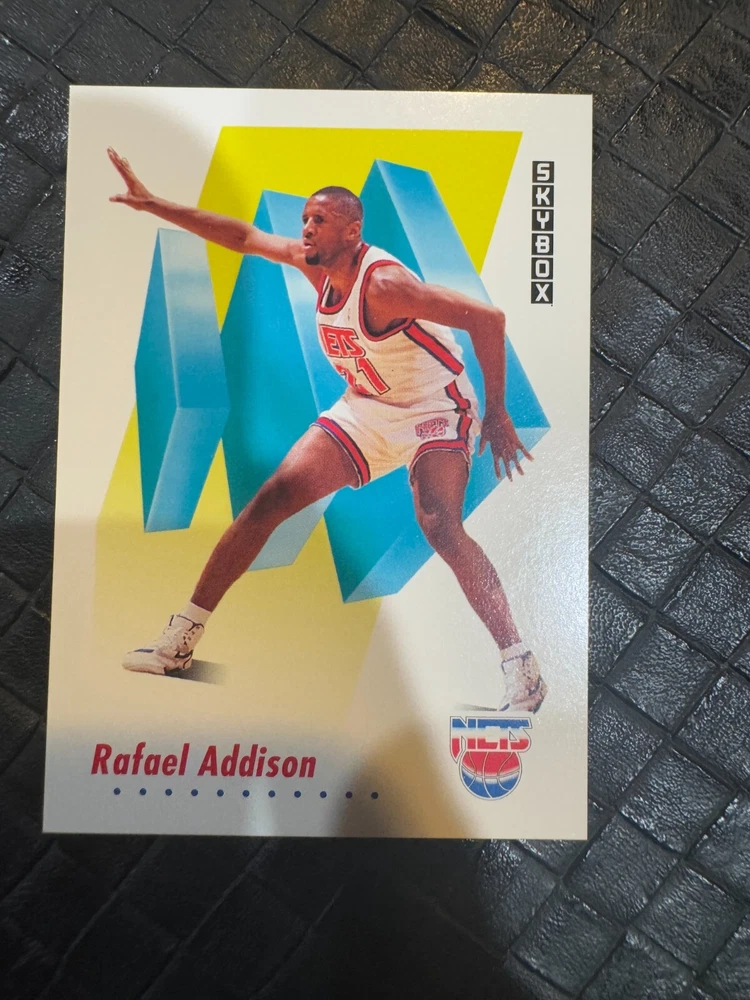 SKYBOX
NETS
21
Rafael Addison
NETS